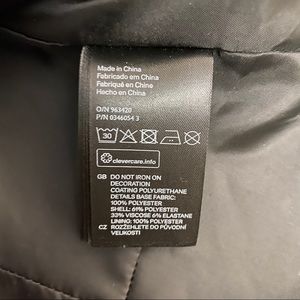 Made in China
Fabricado em China
Fabriqué en Chine
Hecho en China
O/N 963420
P/N 0346054 3
30
clevercare.info
GB DO NOT IRON ON
DECORATION
COATING POLYURETHANE
DETAILS BASE FABRIC:
100% POLYESTER
SHELL: 61% POLYESTER
33% VISCOSE 6% ELASTANE
LINING: 100% POLYESTER
CZ ROZŽEHLETE DO PŮVODNÍ
VELIKOSTI